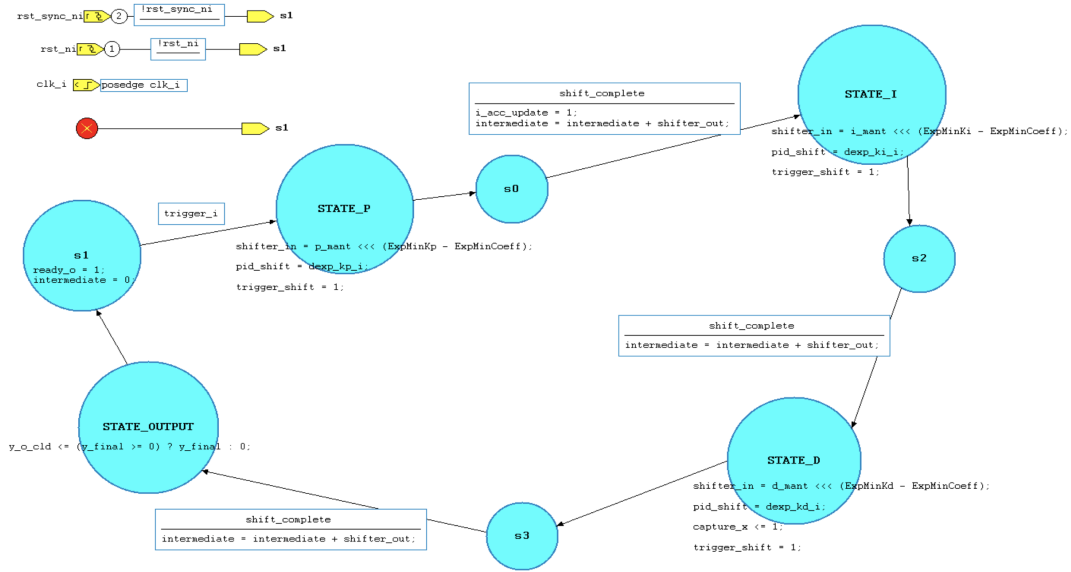 rst_sync_ni 2 !rst_sync_ni s1
rst_ni 1 !rst_ni s1
clk_i posedge clk_i
s1
shift_complete
i_acc_update = 1;
intermediate = intermediate + shifter_out;
STATE_I
shifter_in = i_mant <<< (ExpMinKi - ExpMinCoeff);
pid_shift = dexp_ki_i;
trigger_shift = 1;
trigger_i
STATE_P
shifter_in = p_mant <<< (ExpMinKp - ExpMinCoeff);
pid_shift = dexp_kp_i;
trigger_shift = 1;
s0
s1
ready_o = 1;
intermediate = 0;
s2
shift_complete
intermediate = intermediate + shifter_out;
STATE_OUTPUT
y_o_cld <= (y_final >= 0) ? y_final : 0;
STATE_D
shifter_in = d_mant <<< (ExpMinKd - ExpMinCoeff);
pid_shift = dexp_kd_i;
capture_x <= 1;
trigger_shift = 1;
shift_complete
intermediate = intermediate + shifter_out;
s3